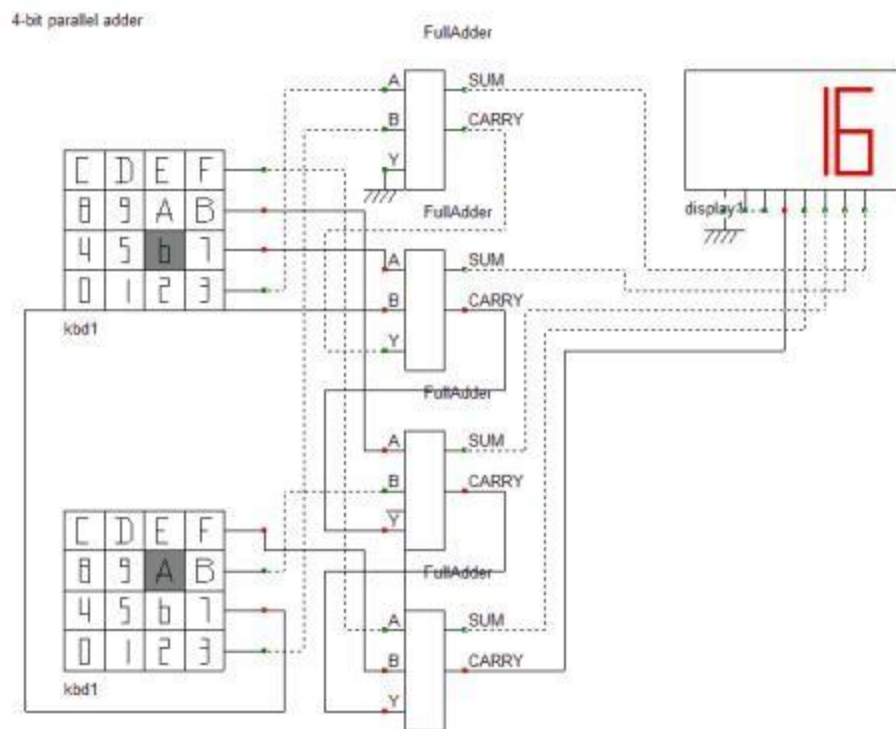 4-bit parallel adder
FullAdder
A
SUM
B
CARRY
Y
16
display1
C D E F
8 9 A B
4 5 b 7
0 1 2 3
kbd1
FullAdder
A
SUM
B
CARRY
Y
FullAdder
A
SUM
B
CARRY
Y
C D E F
8 9 A B
4 5 b 7
0 1 2 3
kbd1
FullAdder
A
SUM
B
CARRY
Y